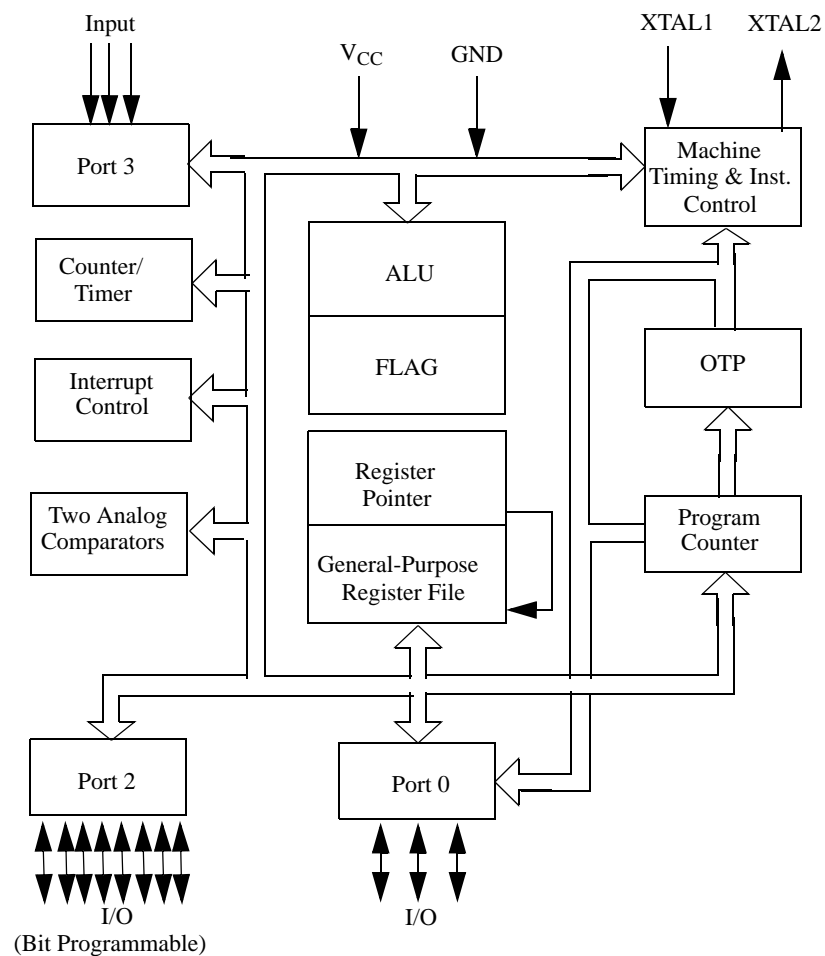 Input
V_CC
GND
XTAL1
XTAL2
Port 3
Machine
Timing & Inst.
Control
Counter/
Timer
ALU
FLAG
OTP
Interrupt
Control
Register
Pointer
Two Analog
Comparators
General-Purpose
Register File
Program
Counter
Port 2
Port 0
I/O
(Bit Programmable)
I/O